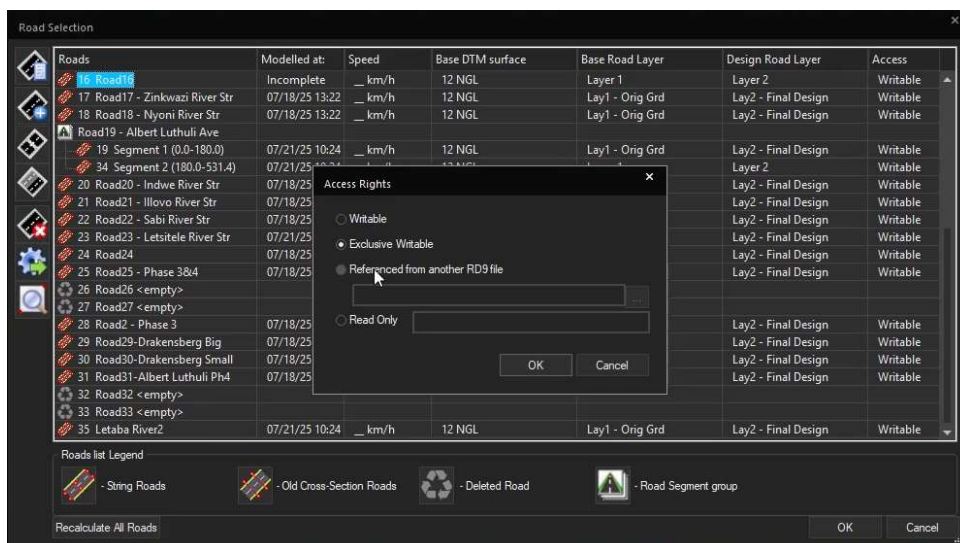 Road Selection
Roads Modelled at: Speed Base DTM surface Base Road Layer Design Road Layer Access
16 Road16 Incomplete __ km/h 12 NGL Layer 1 Layer 2 Writable
17 Road17 - Zinkwazi River Str 07/18/25 13:22 __ km/h 12 NGL Lay1 - Orig Grd Lay2 - Final Design Writable
18 Road18 - Nyoni River Str 07/18/25 13:22 __ km/h 12 NGL Lay1 - Orig Grd Lay2 - Final Design Writable
Road19 - Albert Luthuli Ave
19 Segment 1 (0.0-180.0) 07/21/25 10:24 __ km/h 12 NGL Lay1 - Orig Grd Lay2 - Final Design Writable
34 Segment 2 (180.0-531.4) 07/21/25 Layer 2 Writable
20 Road20 - Indwe River Str 07/18/25 Lay2 - Final Design Writable
21 Road21 - Illovo River Str 07/18/25 Lay2 - Final Design Writable
22 Road22 - Sabi River Str 07/18/25 Lay2 - Final Design Writable
23 Road23 - Letsitele River Str 07/21/25 Lay2 - Final Design Writable
24 Road24 07/18/25 Lay2 - Final Design Writable
25 Road25 - Phase 3&4 07/18/25 Lay2 - Final Design Writable
26 Road26 <empty>
27 Road27 <empty>
28 Road2 - Phase 3 07/18/25 Lay2 - Final Design Writable
29 Road29-Drakensberg Big 07/18/25 Lay2 - Final Design Writable
30 Road30-Drakensberg Small 07/18/25 Lay2 - Final Design Writable
31 Road31-Albert Luthuli Ph4 07/18/25 Lay2 - Final Design Writable
32 Road32 <empty>
33 Road33 <empty>
35 Letaba River2 07/21/25 10:24 __ km/h 12 NGL Lay1 - Orig Grd Lay2 - Final Design Writable
Access Rights
Writable
Exclusive Writable
Referenced from another RD9 file
...
Read Only
OK Cancel
Roads list Legend
- String Roads - Old Cross-Section Roads - Deleted Road - Road Segment group
Recalculate All Roads OK Cancel